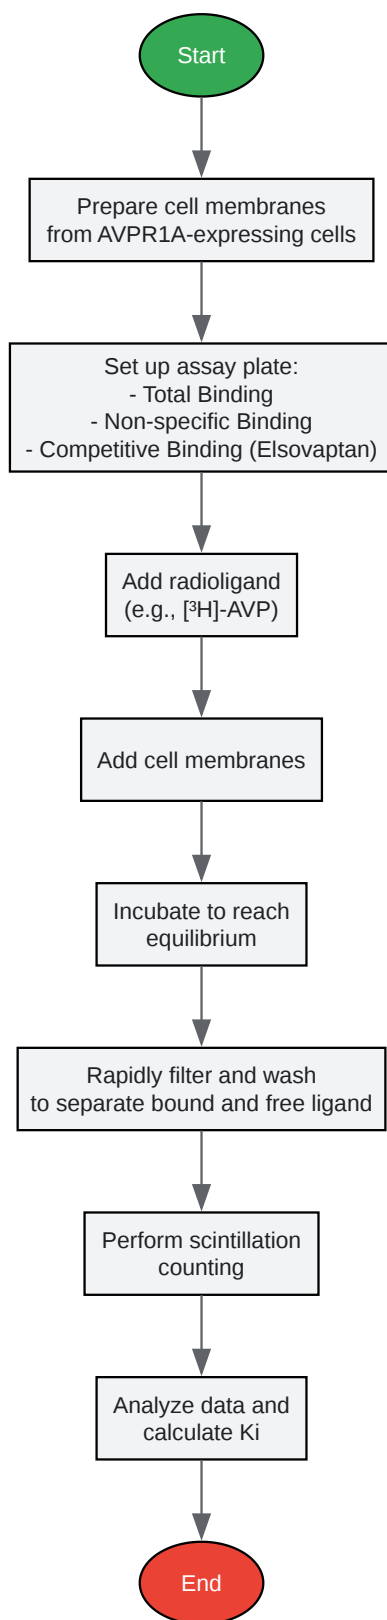 Start
Prepare cell membranes
from AVPR1A-expressing cells
Set up assay plate:
- Total Binding
- Non-specific Binding
- Competitive Binding (Elsovaptan)
Add radioligand
(e.g., [³H]-AVP)
Add cell membranes
Incubate to reach
equilibrium
Rapidly filter and wash
to separate bound and free ligand
Perform scintillation
counting
Analyze data and
calculate Ki
End